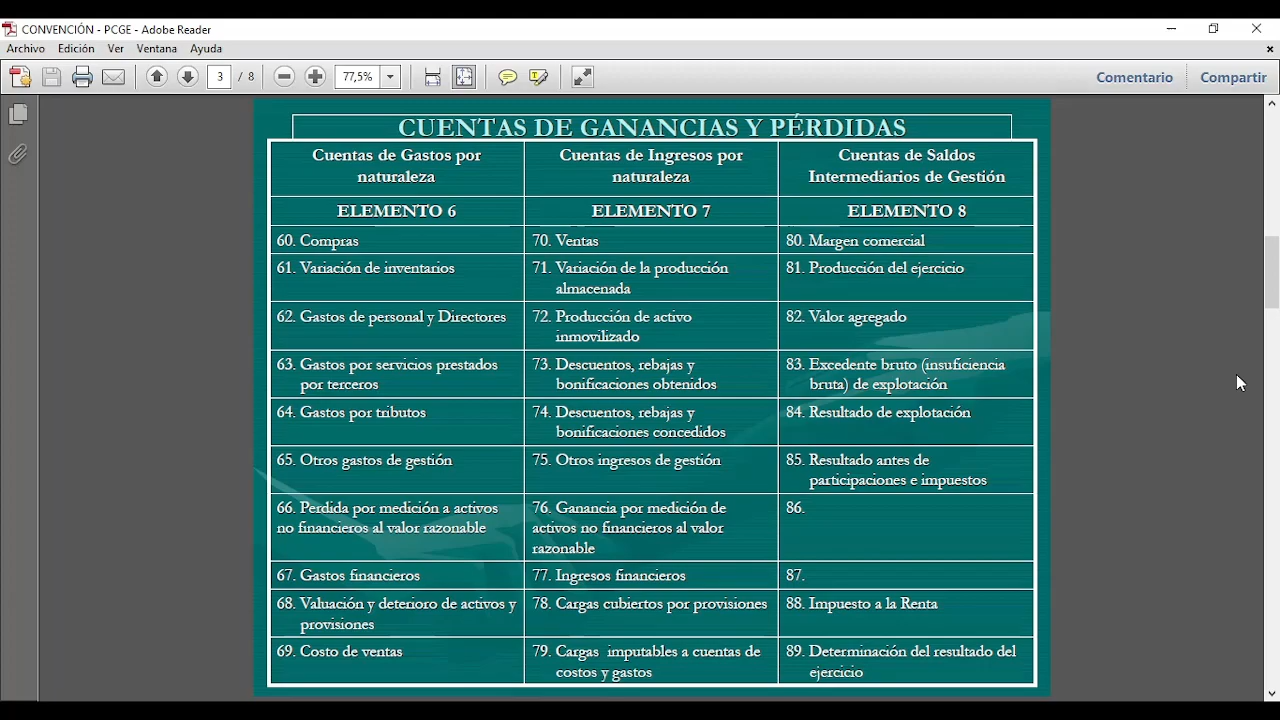 CONVENCIÓN - PCGE - Adobe Reader
Archivo Edición Ver Ventana Ayuda
3 / 8 77,5% Comentario Compartir
CUENTAS DE GANANCIAS Y PÉRDIDAS
Cuentas de Gastos por
naturaleza
Cuentas de Ingresos por
naturaleza
Cuentas de Saldos
Intermediarios de Gestión
ELEMENTO 6
ELEMENTO 7
ELEMENTO 8
60. Compras
70. Ventas
80. Margen comercial
61. Variación de inventarios
71. Variación de la producción
almacenada
81. Producción del ejercicio
62. Gastos de personal y Directores
72. Producción de activo
inmovilizado
82. Valor agregado
63. Gastos por servicios prestados
por terceros
73. Descuentos, rebajas y
bonificaciones obtenidos
83. Excedente bruto (insuficiencia
bruta) de explotación
64. Gastos por tributos
74. Descuentos, rebajas y
bonificaciones concedidos
84. Resultado de explotación
65. Otros gastos de gestión
75. Otros ingresos de gestión
85. Resultado antes de
participaciones e impuestos
66. Perdida por medición a activos
no financieros al valor razonable
76. Ganancia por medición de
activos no financieros al valor
razonable
86.
67. Gastos financieros
77. Ingresos financieros
87.
68. Valuación y deterioro de activos y
provisiones
78. Cargas cubiertos por provisiones
88. Impuesto a la Renta
69. Costo de ventas
79. Cargas imputables a cuentas de
costos y gastos
89. Determinación del resultado del
ejercicio